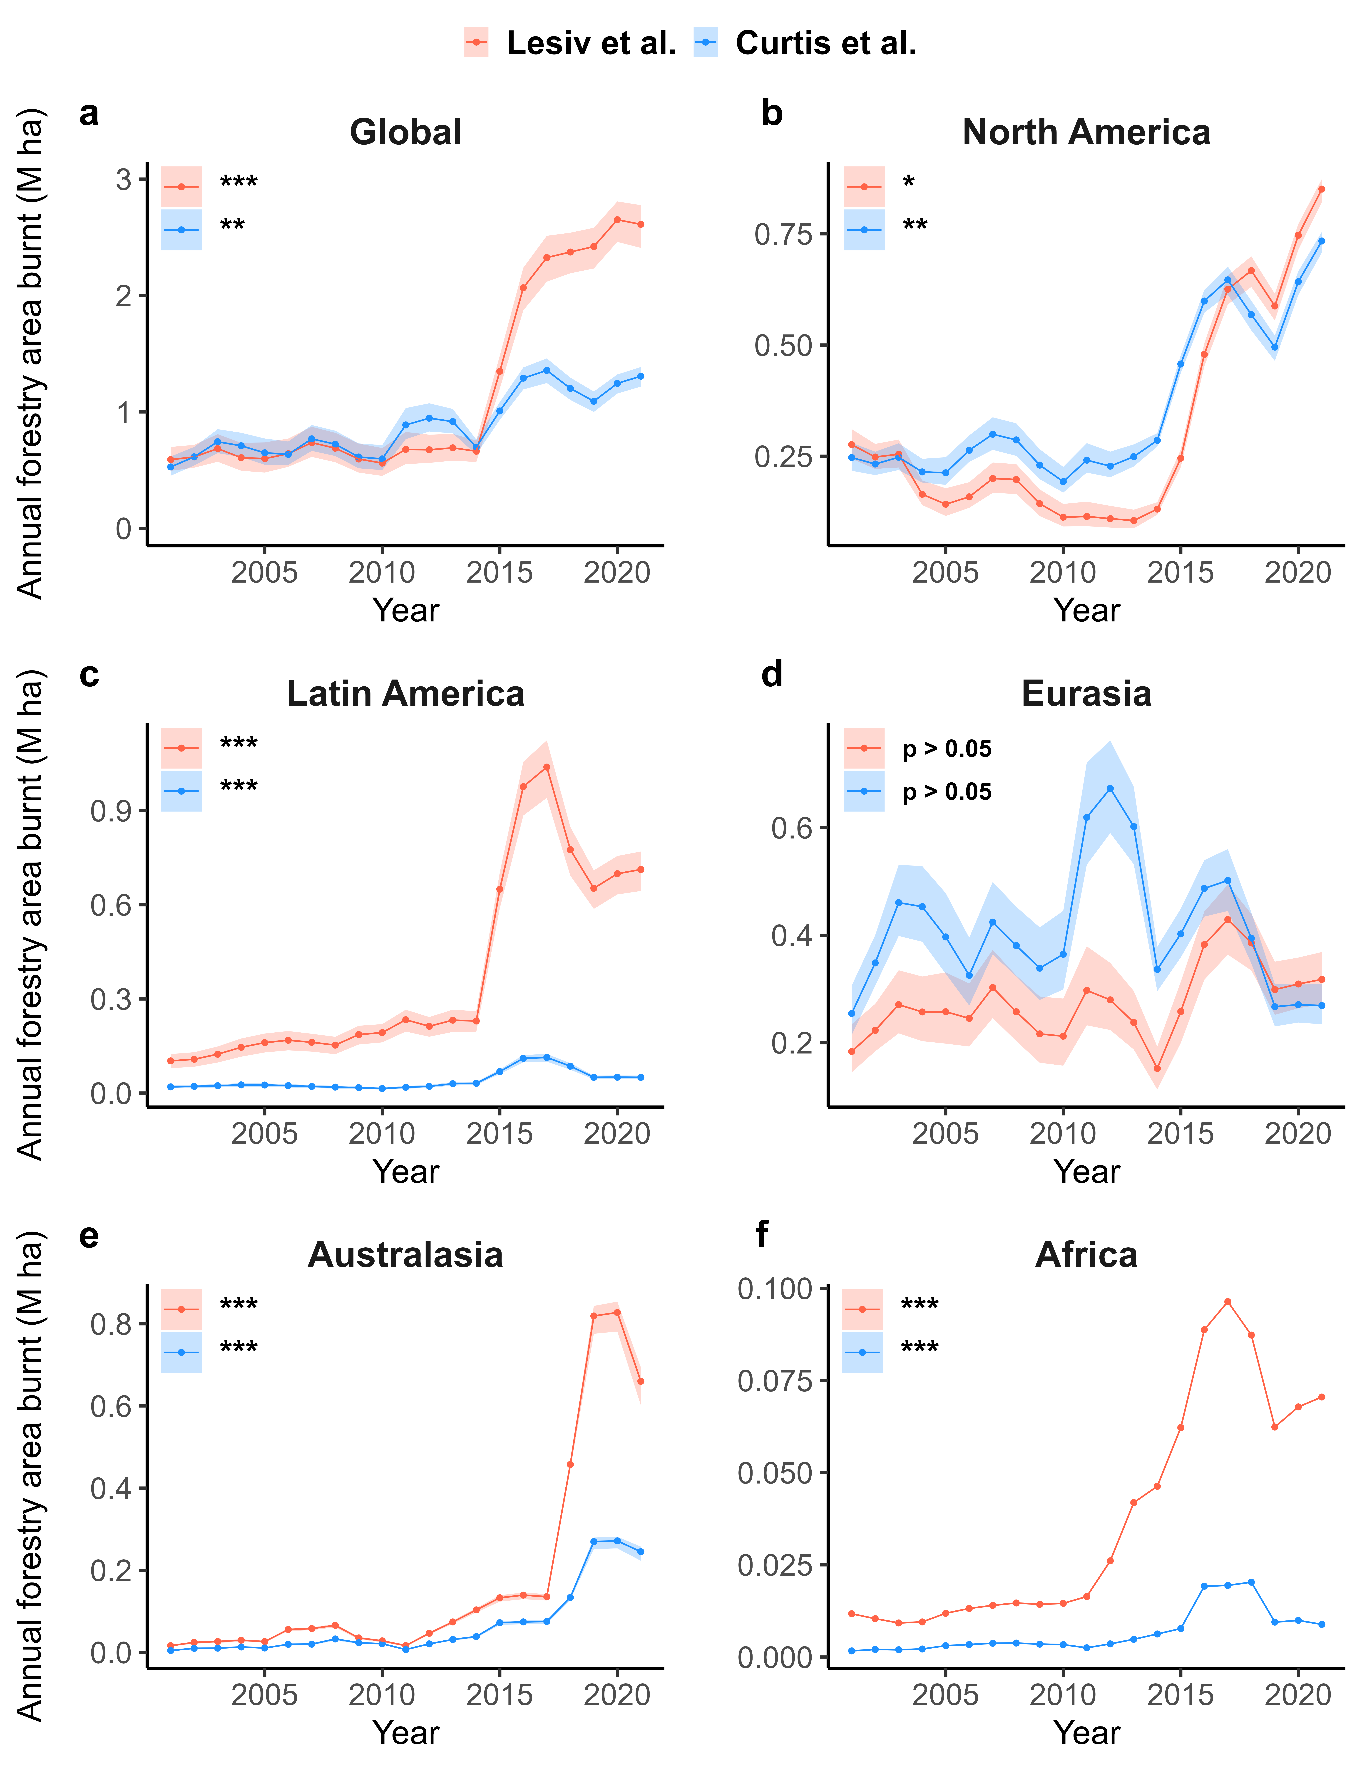 Lesiv et al. Curtis et al.
a Global
b North America
Annual forestry area burnt (M ha)
3
2
1
0
***
**
2005 2010 2015 2020
Year
0.75
0.50
0.25
*
**
2005 2010 2015 2020
Year
c Latin America
d Eurasia
Annual forestry area burnt (M ha)
0.9
0.6
0.3
0.0
***
***
2005 2010 2015 2020
Year
0.6
0.4
0.2
p > 0.05
p > 0.05
2005 2010 2015 2020
Year
e Australasia
f Africa
Annual forestry area burnt (M ha)
0.8
0.6
0.4
0.2
0.0
***
***
2005 2010 2015 2020
Year
0.100
0.075
0.050
0.025
0.000
***
***
2005 2010 2015 2020
Year